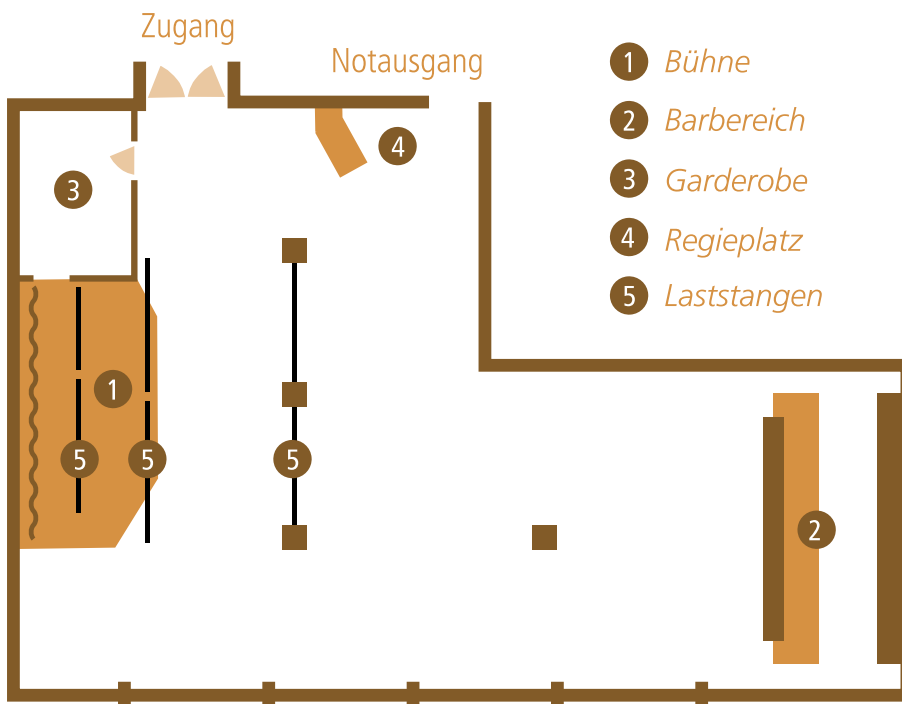 Zugang
Notausgang
1 Bühne
2 Barbereich
3 Garderobe
4 Regieplatz
5 Laststangen
4
3
1
5 5 5
2